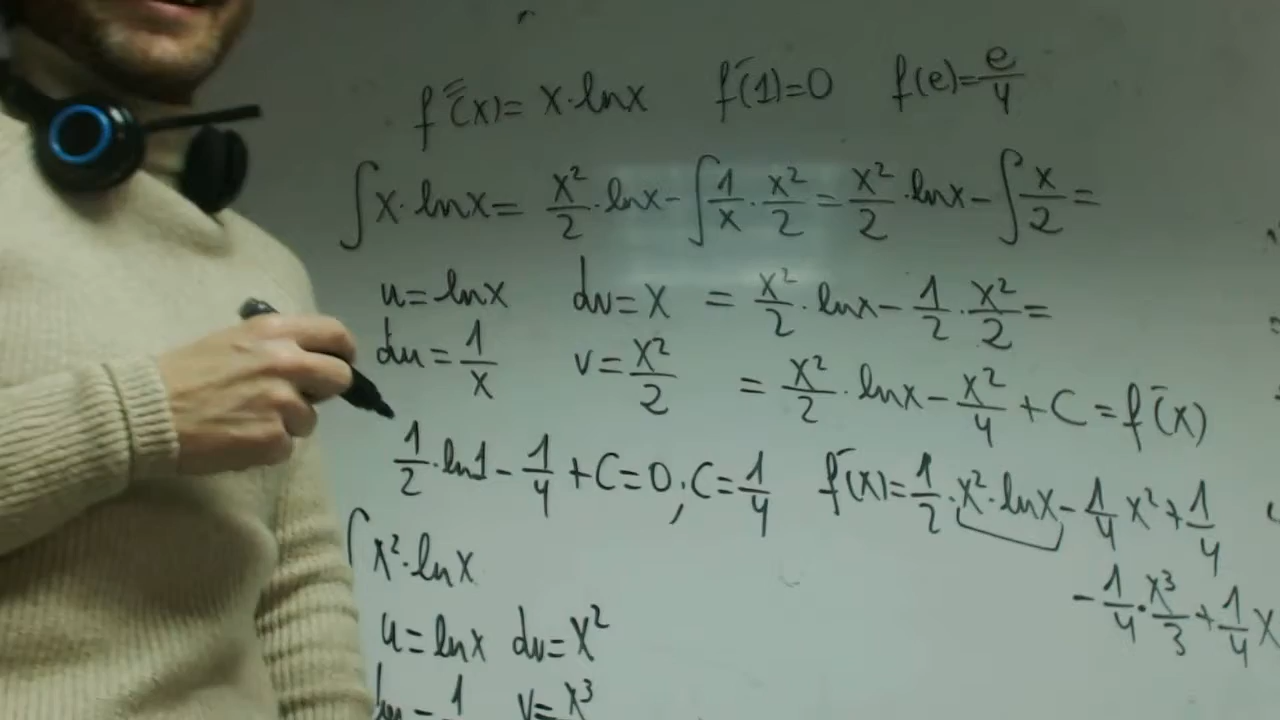 f''(x)= x·lnx f'(1)=0 f(e)=e/4
∫x·lnx= x²/2·lnx-∫1/x·x²/2=x²/2·lnx-∫x/2=
u=lnx dv=x =x²/2·lnx-1/2·x²/2=
du=1/x v=x²/2 =x²/2·lnx-x²/4+C=f'(x)
1/2·ln1-1/4+C=0;C=1/4 f'(x)=1/2·x²·lnx-1/4x²+1/4
∫x²·lnx -1/4·x³/3+1/4x
u=lnx dv=x²
v=x³